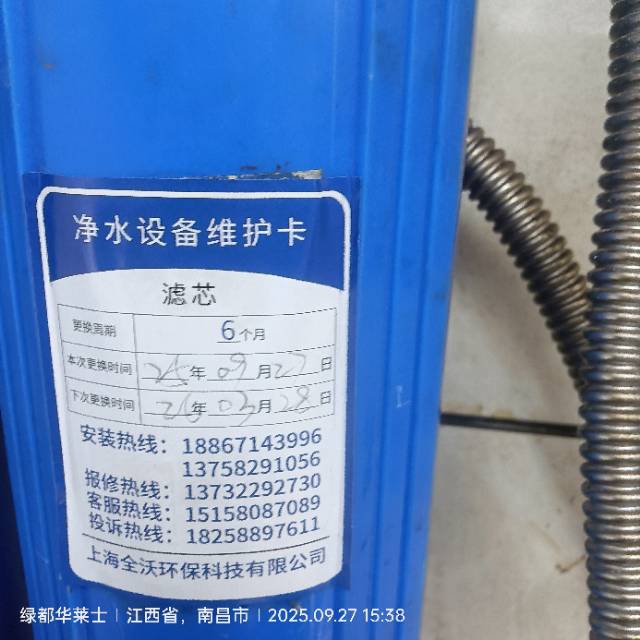 净水设备维护卡
滤芯
更换周期 6个月
本次更换时间 25年09月27日
下次更换时间 26年03月28日
安装热线：18867143996
13758291056
报修热线：13732292730
客服热线：15158087089
投诉热线：18258897611
上海全沃环保科技有限公司
绿都华莱士 | 江西省，南昌市 | 2025.09.27 15:38